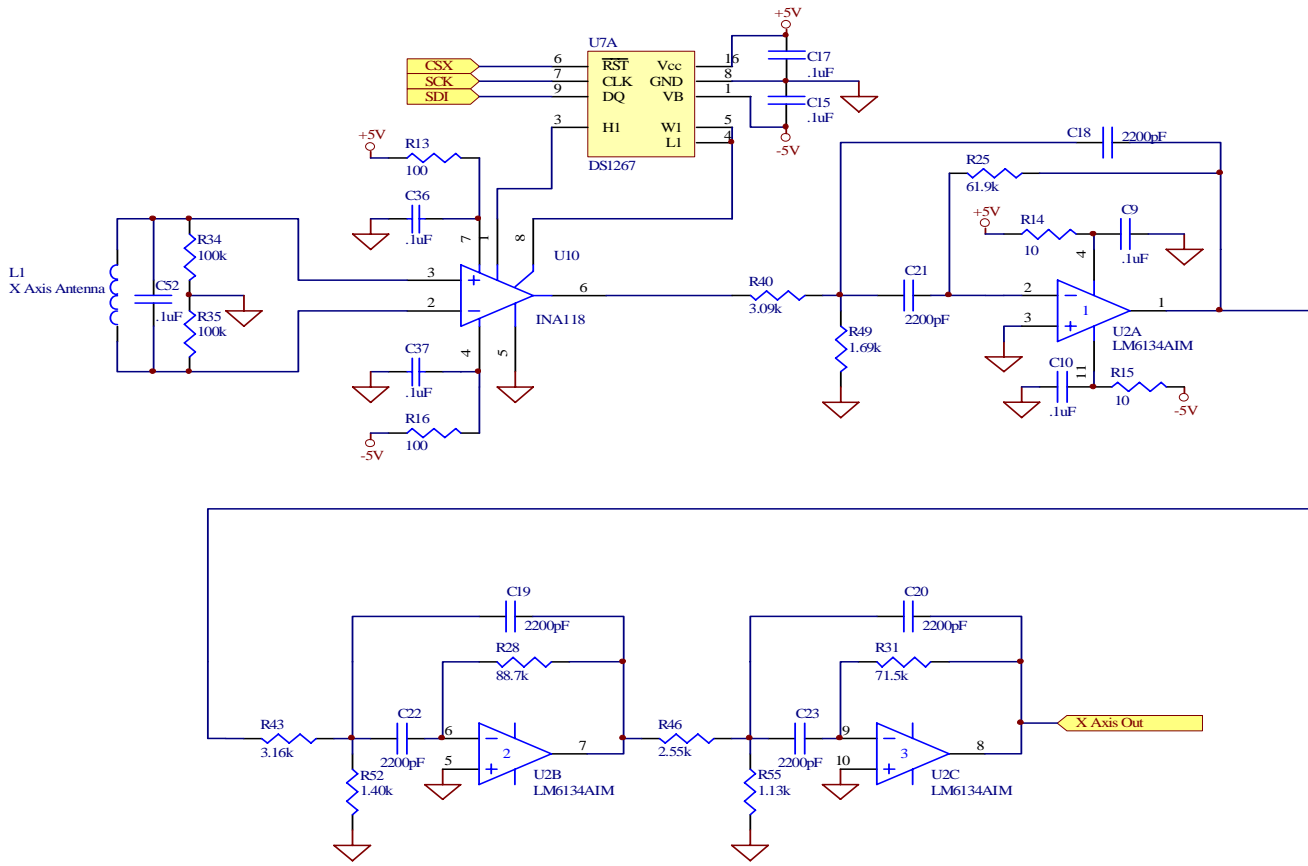 +5V
U7A
CSX
6
RST
Vcc
16
C17
.1uF
SCK
7
CLK
GND
8
SDI
9
DQ
VB
1
C15
.1uF
3
H1
W1
5
L1
4
-5V
DS1267
C18
2200pF
+5V
R13
100
R25
61.9k
C36
.1uF
7
1
8
U10
+5V
R14
10
C9
.1uF
4
L1
X Axis Antenna
R34
100k
C52
.1uF
R35
100k
3
+
2
−
6
INA118
R40
3.09k
C21
2200pF
2
−
1
1
3
+
U2A
LM6134AIM
R49
1.69k
C37
.1uF
4
5
C10
.1uF
11
R15
10
-5V
R16
100
-5V
C19
2200pF
C20
2200pF
R28
88.7k
R31
71.5k
R43
3.16k
C22
2200pF
6
−
2
7
5
+
U2B
LM6134AIM
R52
1.40k
R46
2.55k
C23
2200pF
9
−
3
8
10
+
U2C
LM6134AIM
R55
1.13k
X Axis Out